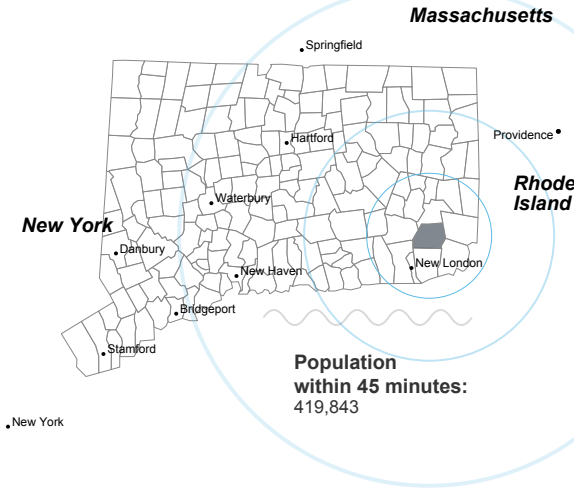 Massachusetts
Springfield
Providence
Hartford
Rhode
Island
Waterbury
New York
Danbury
New London
New Haven
Bridgeport
Stamford
Population
within 45 minutes:
419,843
New York